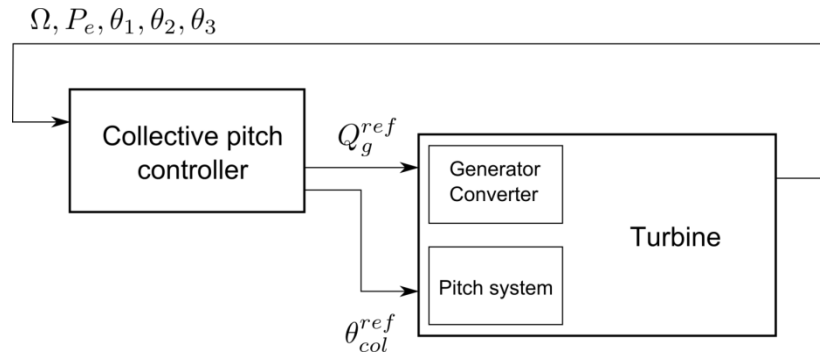 Ω, P_e, θ_1, θ_2, θ_3
Collective pitch
controller
Q_g^{ref}
Generator
Converter
Turbine
Pitch system
θ_{col}^{ref}